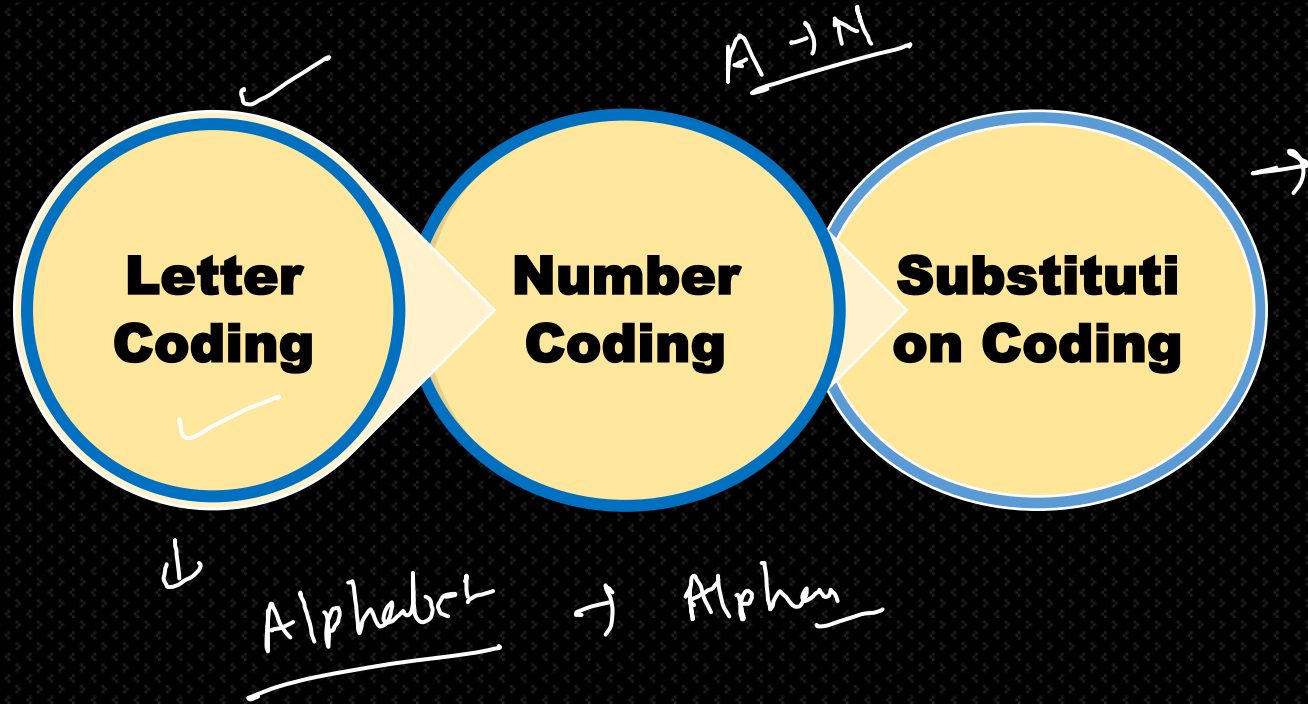 A → N
Letter
Coding
Number
Coding
Substituti
on Coding
→
↓
Alphabet → Alpha